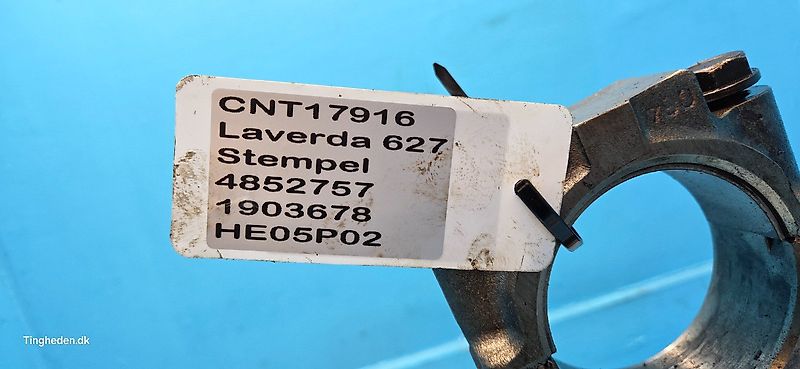 CNT17916
Laverda 627
Stempel
4852757
1903678
HE05P02
Tingheden.dk